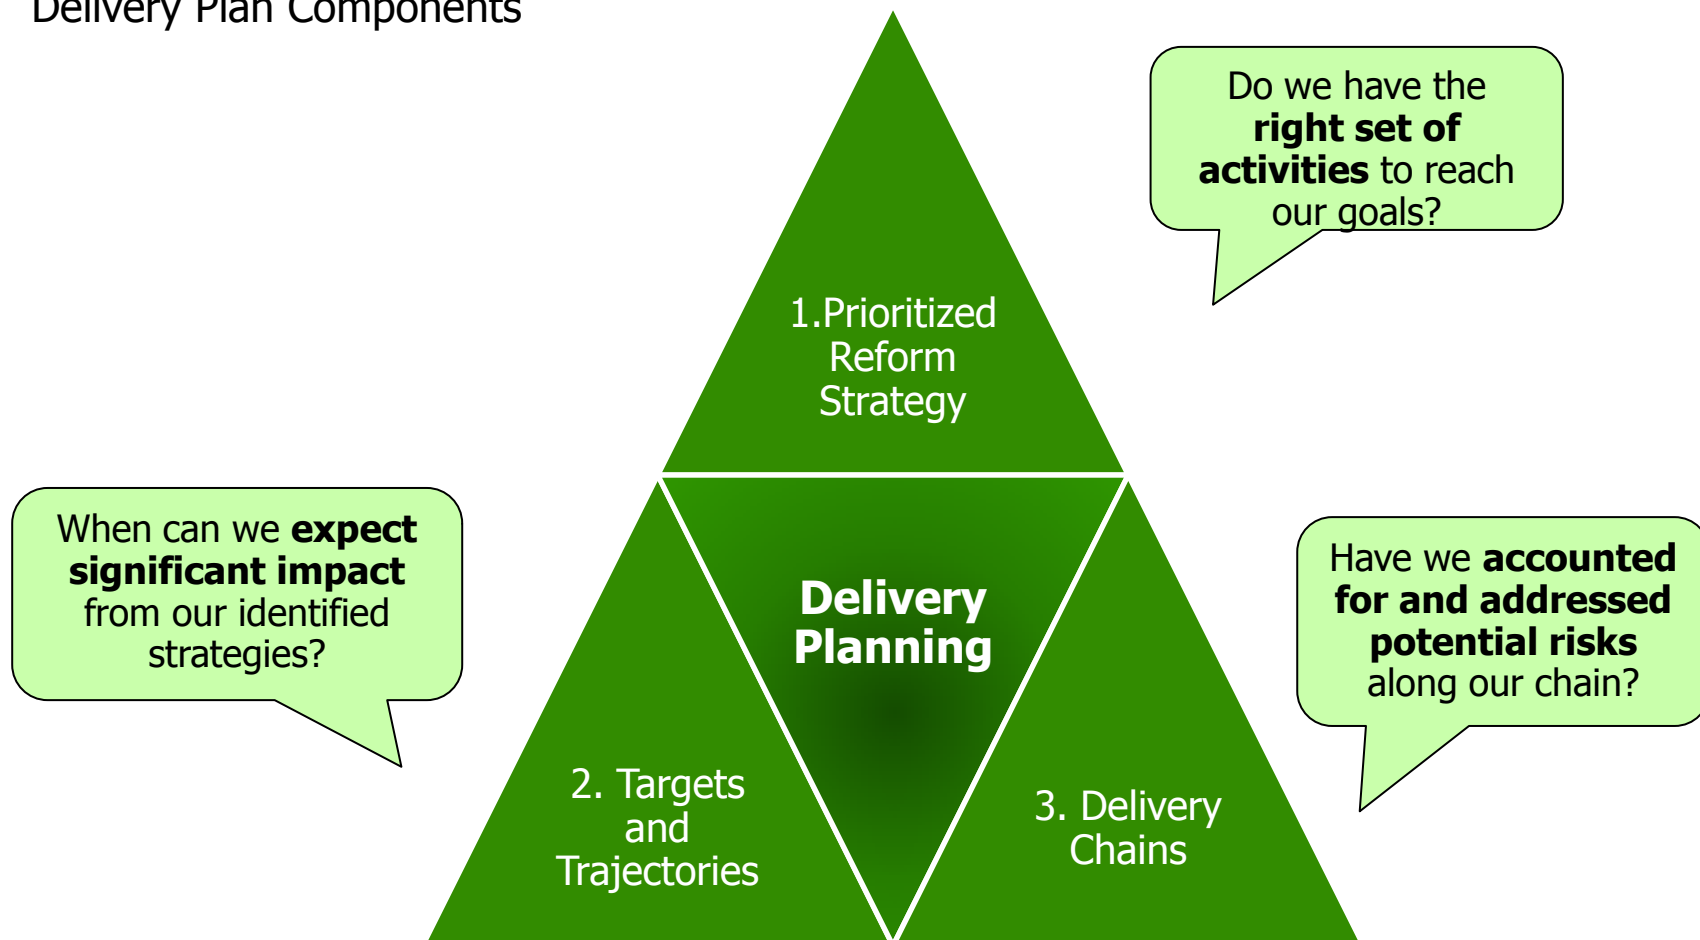 Delivery Plan Components
Do we have the
right set of
activities to reach
our goals?
1.Prioritized
Reform
Strategy
When can we expect
significant impact
from our identified
strategies?
Delivery
Planning
Have we accounted
for and addressed
potential risks
along our chain?
2. Targets
and
Trajectories
3. Delivery
Chains